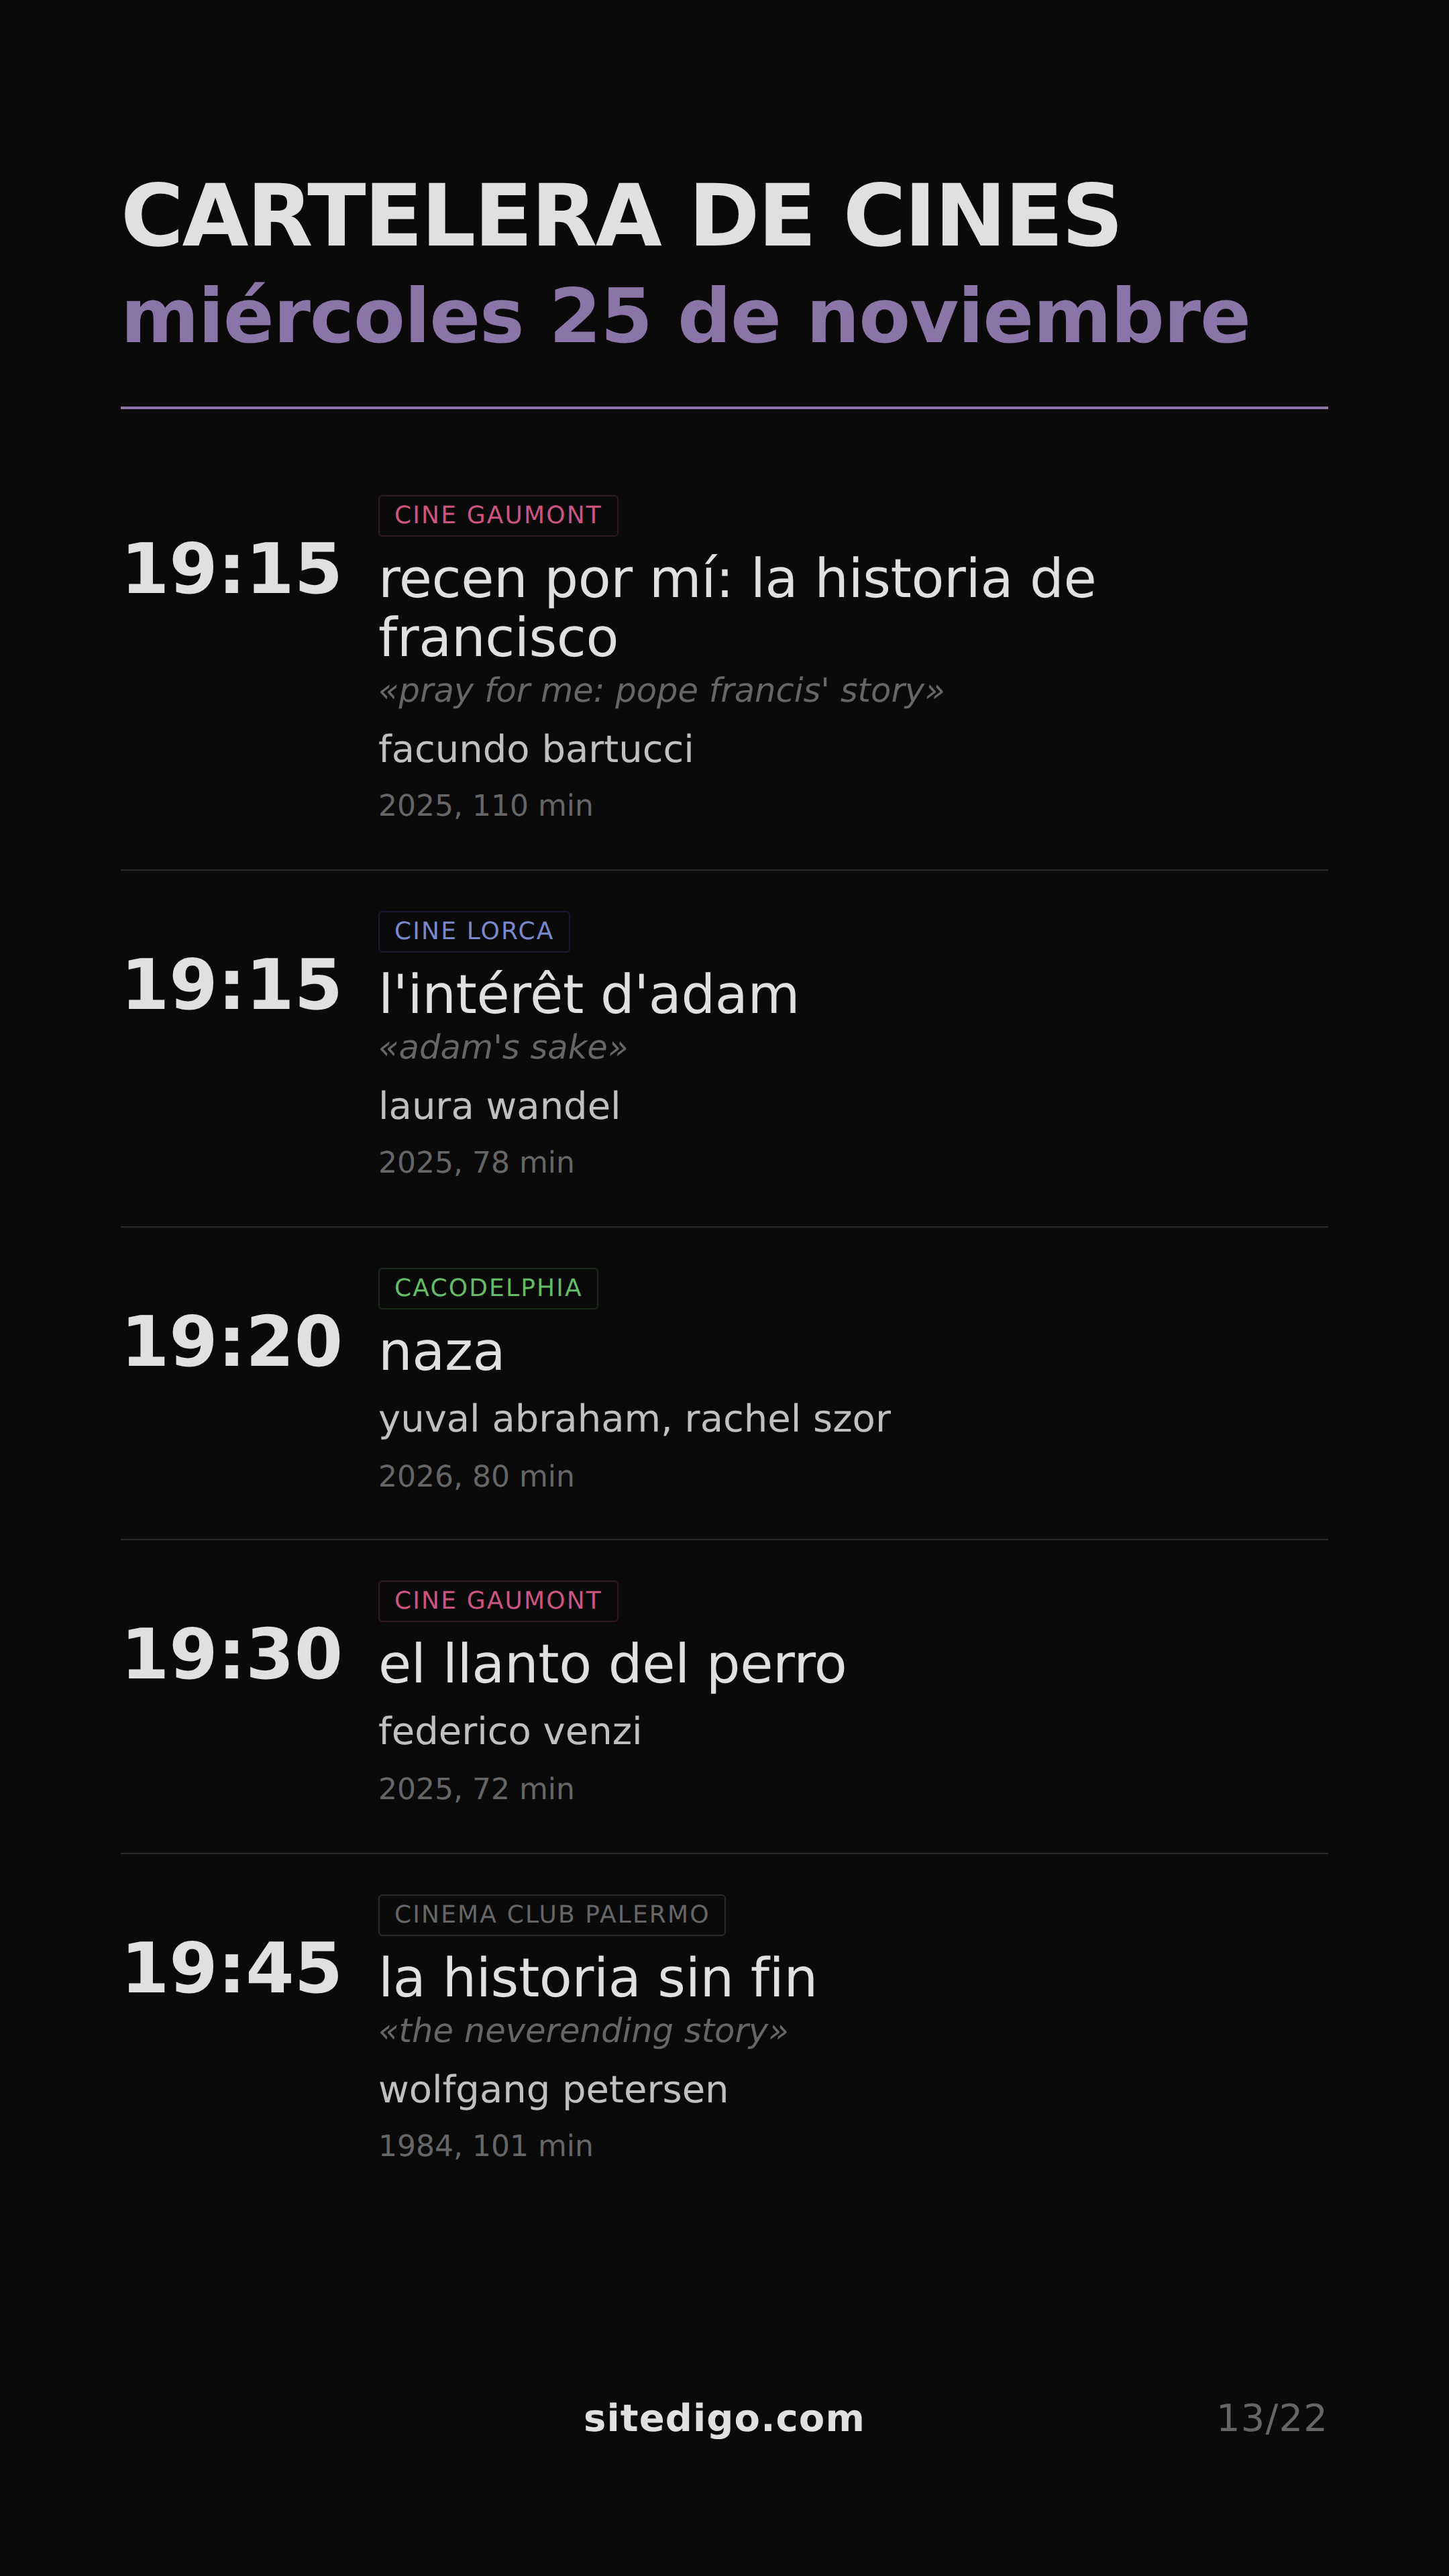 CARTELERA DE CINES
miércoles 25 de noviembre
CINE GAUMONT
19:15
recen por mí: la historia de
francisco
«pray for me: pope francis' story»
facundo bartucci
2025, 110 min
CINE LORCA
19:15
l'intérêt d'adam
«adam's sake»
laura wandel
2025, 78 min
CACODELPHIA
19:20
naza
yuval abraham, rachel szor
2026, 80 min
CINE GAUMONT
19:30
el llanto del perro
federico venzi
2025, 72 min
CINEMA CLUB PALERMO
19:45
la historia sin fin
«the neverending story»
wolfgang petersen
1984, 101 min
sitedigo.com
13/22